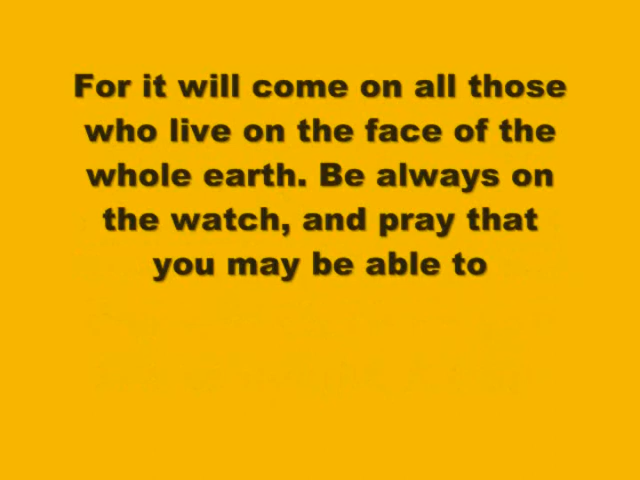 For it will come on all those
who live on the face of the
whole earth. Be always on
the watch, and pray that
you may be able to